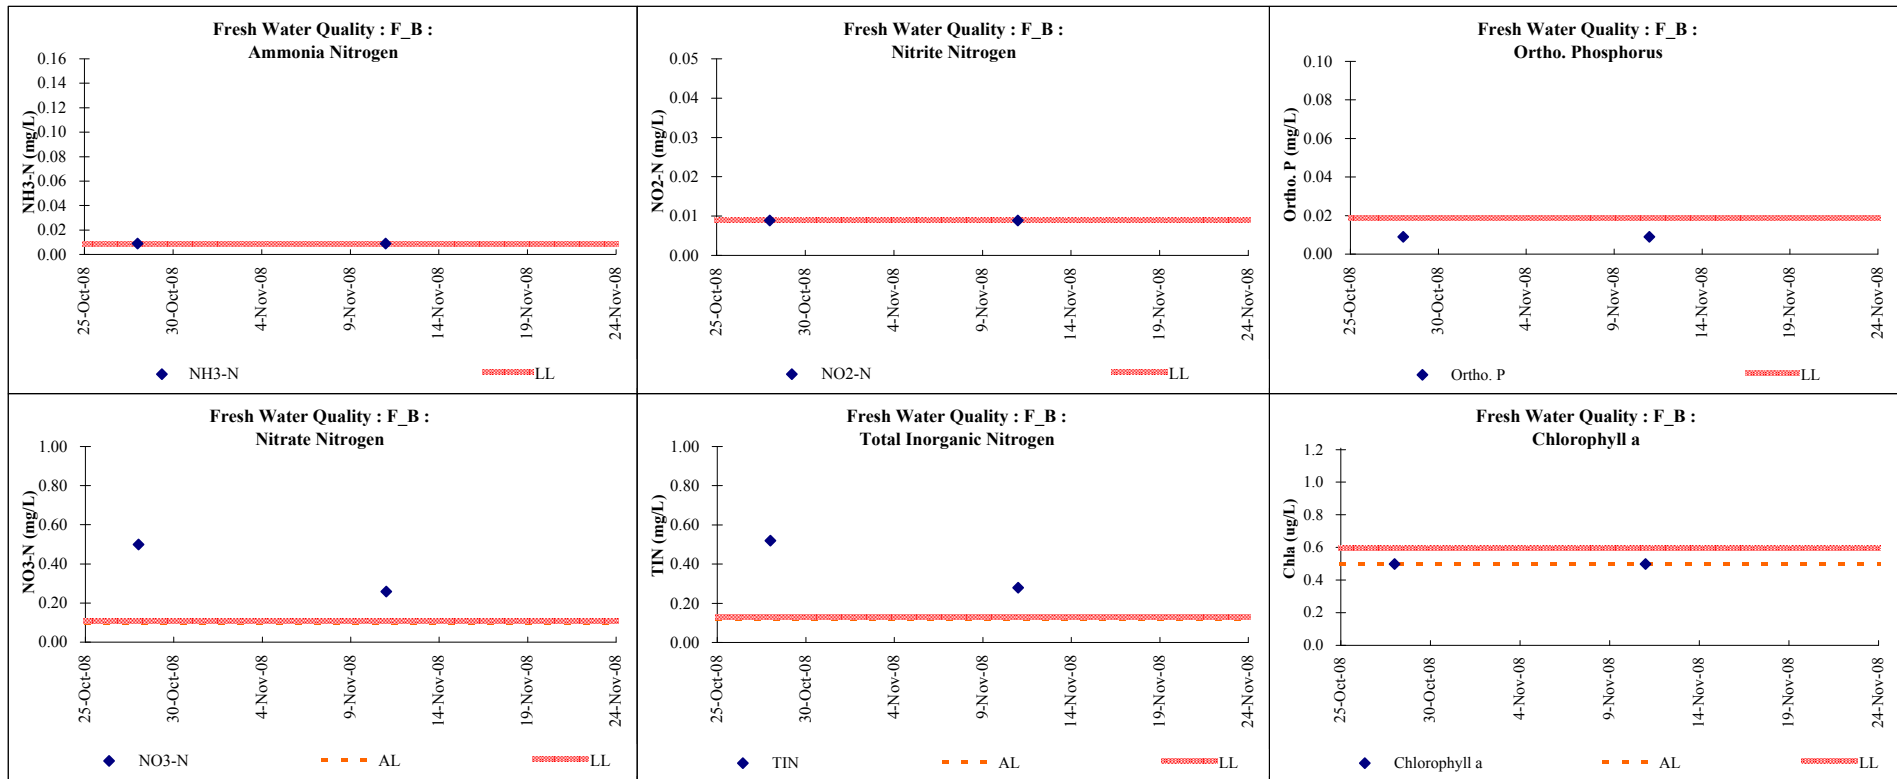 Fresh Water Quality : F_B :
Ammonia Nitrogen
NH3-N (mg/L)
0.16
0.14
0.12
0.10
0.08
0.06
0.04
0.02
0.00
25-Oct-08
30-Oct-08
4-Nov-08
9-Nov-08
14-Nov-08
19-Nov-08
24-Nov-08
NH3-N
LL
Fresh Water Quality : F_B :
Nitrite Nitrogen
NO2-N (mg/L)
0.05
0.04
0.03
0.02
0.01
0.00
25-Oct-08
30-Oct-08
4-Nov-08
9-Nov-08
14-Nov-08
19-Nov-08
24-Nov-08
NO2-N
LL
Fresh Water Quality : F_B :
Ortho. Phosphorus
Ortho. P (mg/L)
0.10
0.08
0.06
0.04
0.02
0.00
25-Oct-08
30-Oct-08
4-Nov-08
9-Nov-08
14-Nov-08
19-Nov-08
24-Nov-08
Ortho. P
LL
Fresh Water Quality : F_B :
Nitrate Nitrogen
NO3-N (mg/L)
1.00
0.80
0.60
0.40
0.20
0.00
25-Oct-08
30-Oct-08
4-Nov-08
9-Nov-08
14-Nov-08
19-Nov-08
24-Nov-08
NO3-N
AL
LL
Fresh Water Quality : F_B :
Total Inorganic Nitrogen
TIN (mg/L)
1.00
0.80
0.60
0.40
0.20
0.00
25-Oct-08
30-Oct-08
4-Nov-08
9-Nov-08
14-Nov-08
19-Nov-08
24-Nov-08
TIN
AL
LL
Fresh Water Quality : F_B :
Chlorophyll a
Chla (ug/L)
1.2
1.0
0.8
0.6
0.4
0.2
0.0
25-Oct-08
30-Oct-08
4-Nov-08
9-Nov-08
14-Nov-08
19-Nov-08
24-Nov-08
Chlorophyll a
AL
LL